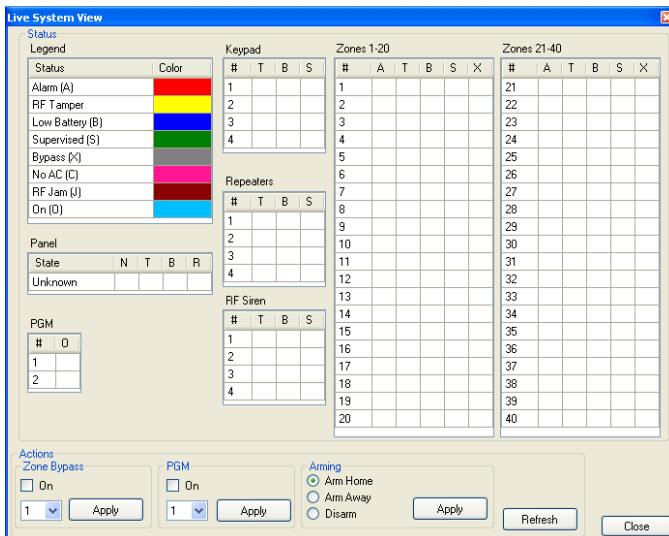 Live System View
Status
Legend
Status Color
Alarm (A)
RF Tamper
Low Battery (B)
Supervised (S)
Bypass (X)
No AC (C)
RF Jam (J)
On (O)
Panel
State N T B R
Unknown
PGM
# O
1
2
Keypad
# T B S
1
2
3
4
Repeaters
# T B S
1
2
3
4
RF Siren
# T B S
1
2
3
4
Zones 1-20
# A T B S X
1
2
3
4
5
6
7
8
9
10
11
12
13
14
15
16
17
18
19
20
Zones 21-40
# A T B S X
21
22
23
24
25
26
27
28
29
30
31
32
33
34
35
36
37
38
39
40
Actions
Zone Bypass
On
1 Apply
PGM
On
1 Apply
Arming
Arm Home
Arm Away
Disarm
Apply
Refresh
Close